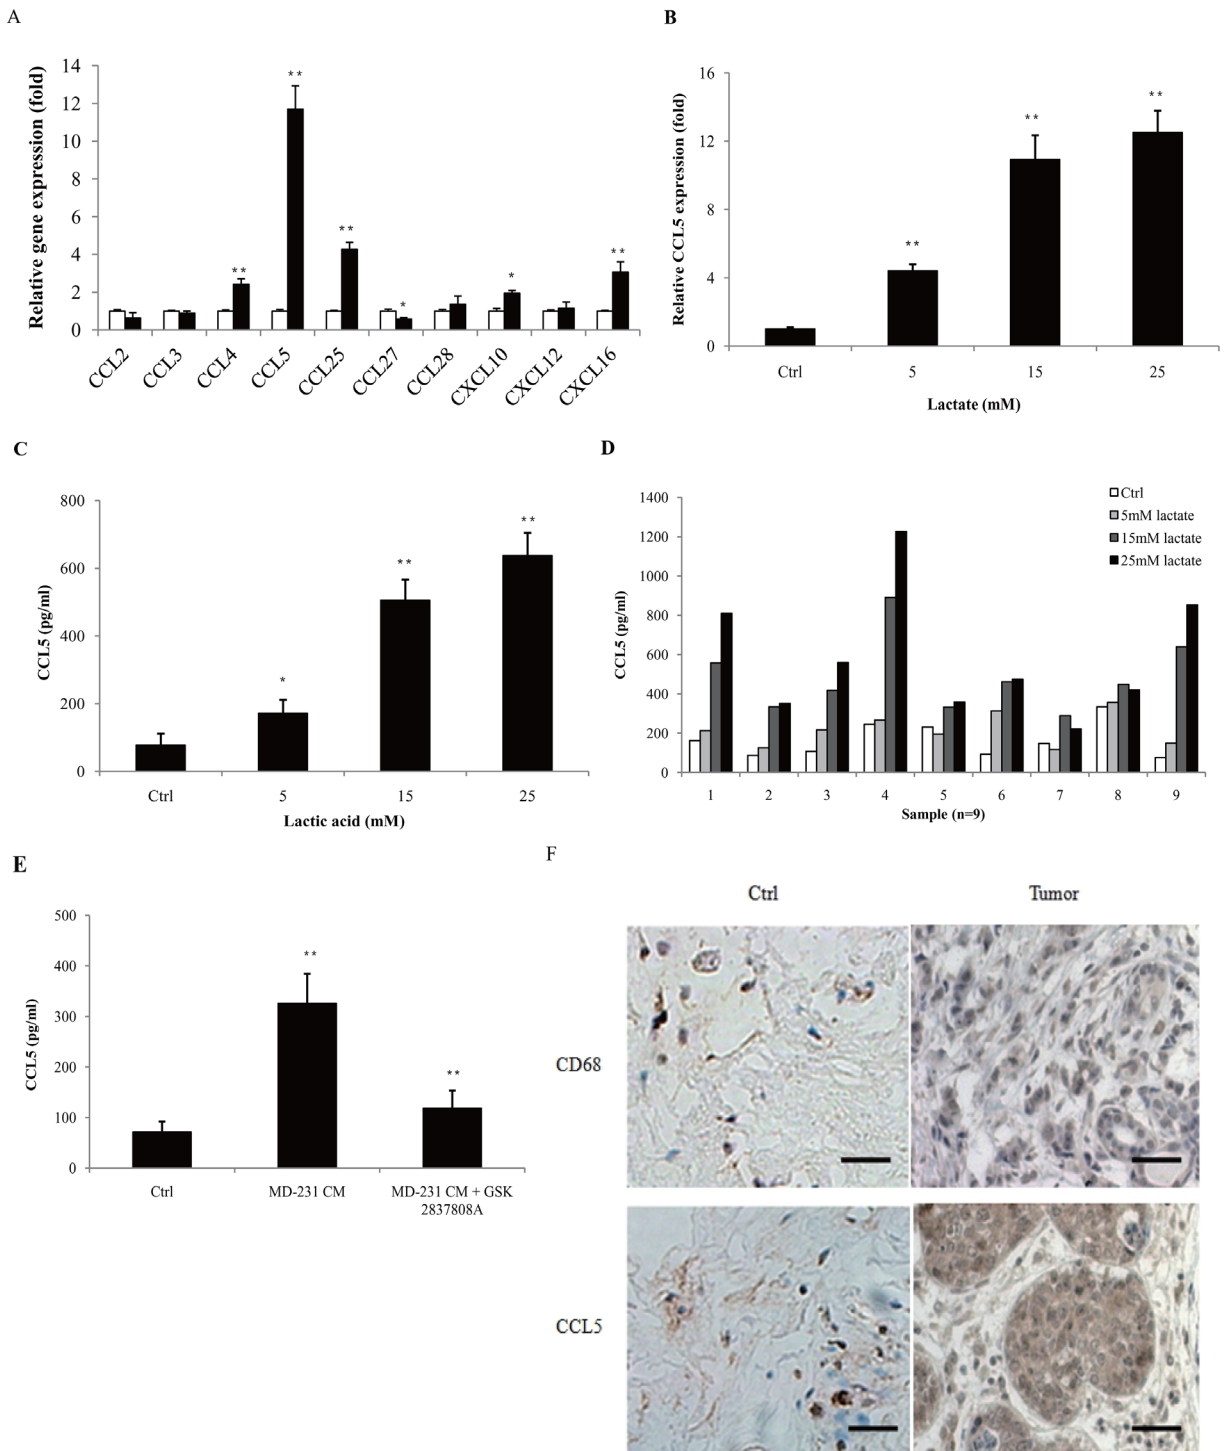 A
Relative gene expression (fold)
14
12
10
8
6
4
2
0
**
**
**
*
*
**
CCL2
CCL3
CCL4
CCL5
CCL25
CCL27
CCL28
CXCL10
CXCL12
CXCL16
B
Relative CCL5 expression (fold)
16
12
8
4
0
**
**
**
Ctrl
5
15
25
Lactate (mM)
C
CCL5 (pg/ml)
800
600
400
200
0
*
**
**
Ctrl
5
15
25
Lactic acid (mM)
D
CCL5 (pg/ml)
1400
1200
1000
800
600
400
200
0
Ctrl
5mM lactate
15mM lactate
25mM lactate
1
2
3
4
5
6
7
8
9
Sample (n=9)
E
CCL5 (pg/ml)
500
400
300
200
100
0
**
**
Ctrl
MD-231 CM
MD-231 CM + GSK
2837808A
F
Ctrl
Tumor
CD68
CCL5